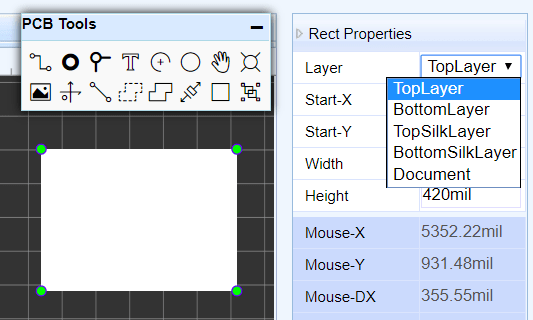 PCB Tools
T
Rect Properties
Layer TopLayer
TopLayer
Start-X
BottomLayer
Start-Y
TopSilkLayer
Width
BottomSilkLayer
Document
Height 420mil
Mouse-X 5352.22mil
Mouse-Y 931.48mil
Mouse-DX 355.55mil